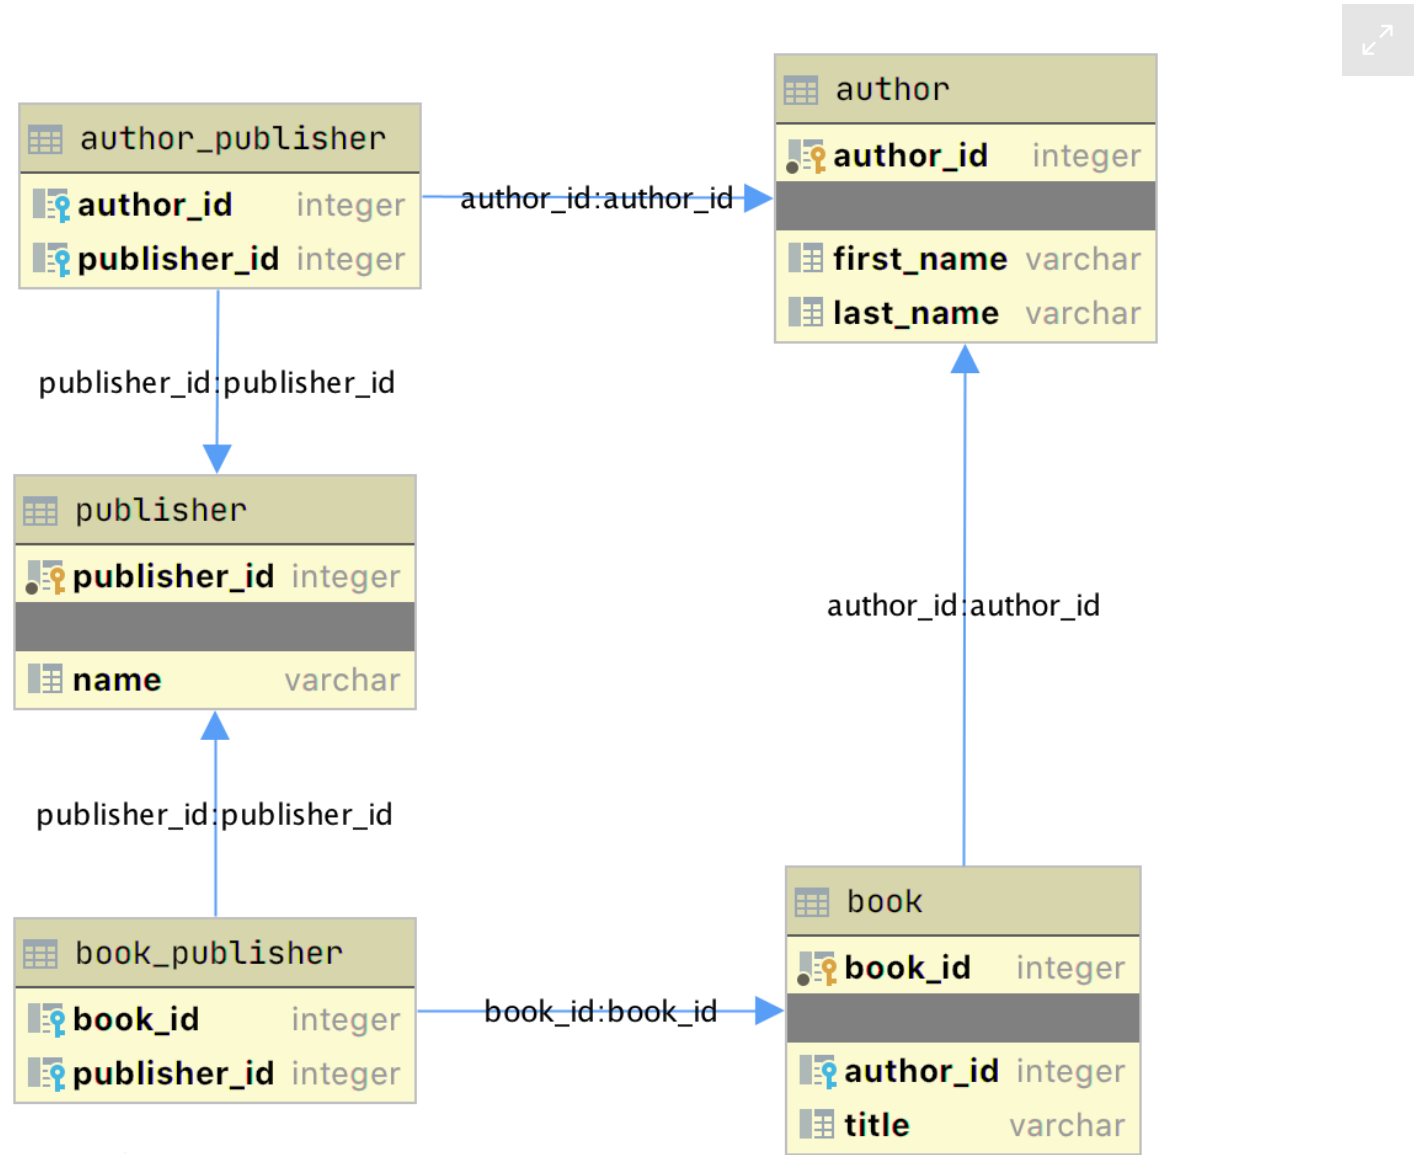 author_publisher
author_id integer
publisher_id integer
author_id:author_id
author
author_id integer
first_name varchar
last_name varchar
publisher_id:publisher_id
publisher
publisher_id integer
name varchar
author_id:author_id
publisher_id:publisher_id
book_publisher
book_id integer
publisher_id integer
book_id:book_id
book
book_id integer
author_id integer
title varchar